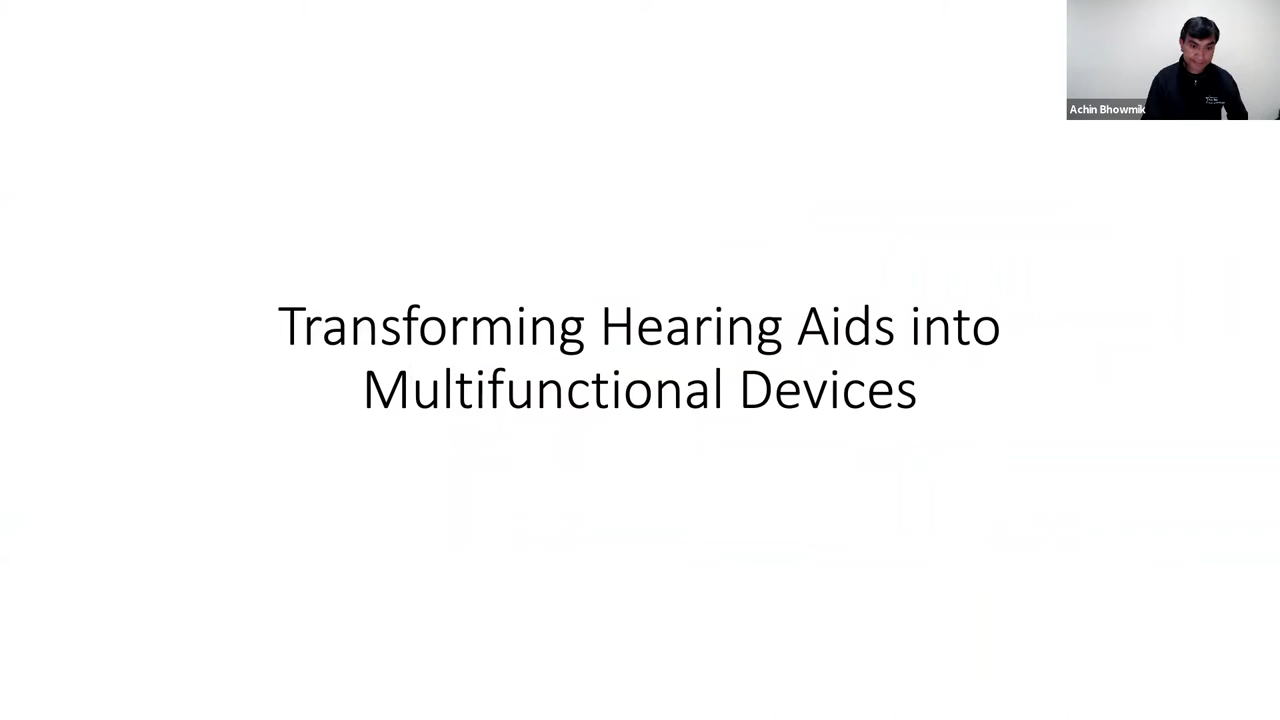 Achin Bhowmik
Transforming Hearing Aids into
Multifunctional Devices